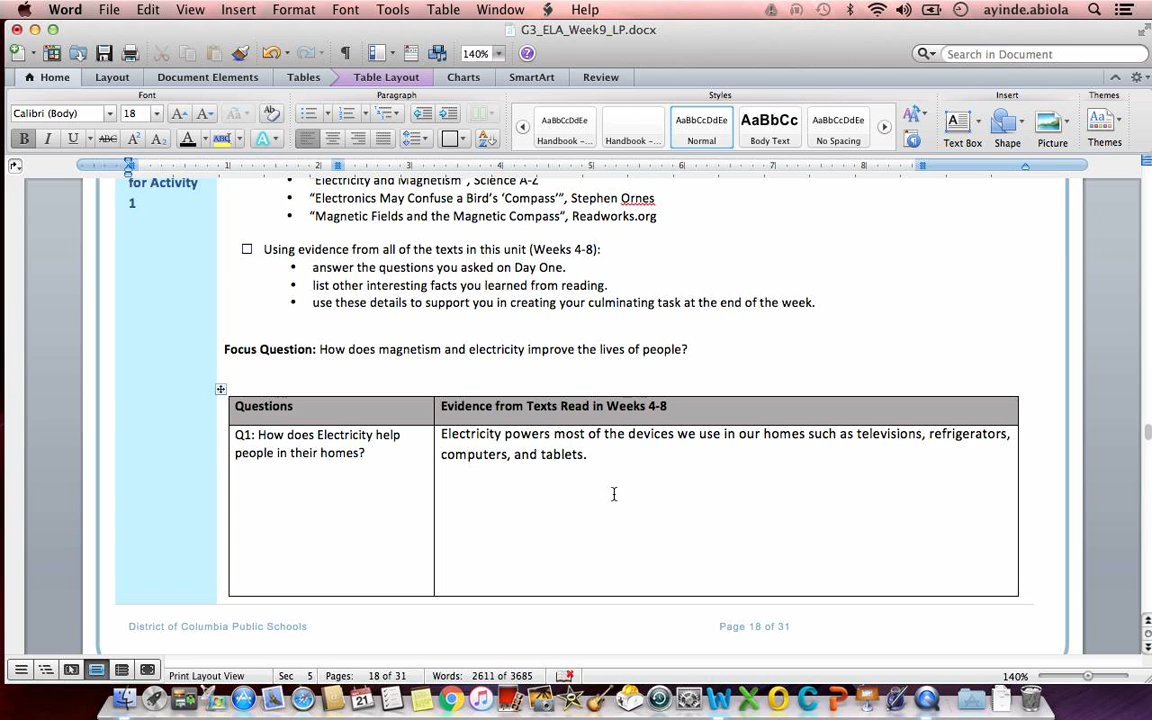 Word File Edit View Insert Format Font Tools Table Window Help ayinde.abiola
G3_ELA_Week9_LP.docx
140% Search in Document
Home Layout Document Elements Tables Table Layout Charts SmartArt Review
Font Paragraph Styles Insert Themes
Calibri (Body) 18 AaBbCcDdEe AaBbCcDdEe AaBbCc AaBbCcDdEe
B I U ABC A Handbook -... Handbook -... Normal Body Text No Spacing Text Box Shape Picture Themes
for Activity
1
• "Electricity and Magnetism", Science A-Z
• “Electronics May Confuse a Bird’s ‘Compass’”, Stephen Ornes
• “Magnetic Fields and the Magnetic Compass”, Readworks.org
Using evidence from all of the texts in this unit (Weeks 4-8):
• answer the questions you asked on Day One.
• list other interesting facts you learned from reading.
• use these details to support you in creating your culminating task at the end of the week.
Focus Question: How does magnetism and electricity improve the lives of people?
Questions
Evidence from Texts Read in Weeks 4-8
Q1: How does Electricity help
people in their homes?
Electricity powers most of the devices we use in our homes such as televisions, refrigerators,
computers, and tablets.
District of Columbia Public Schools Page 18 of 31
Print Layout View Sec 5 Pages: 18 of 31 Words: 2611 of 3685 140%